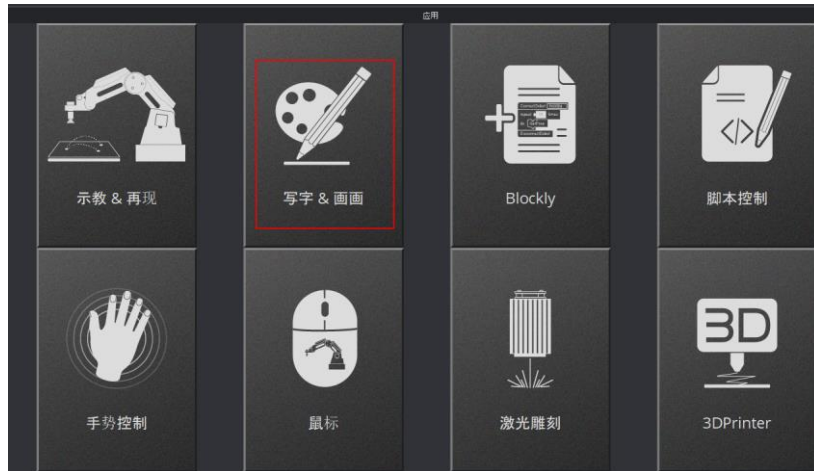 应用
示教 & 再现
写字 & 画画
Blockly
脚本控制
</>
手势控制
鼠标
激光雕刻
3D
3DPrinter